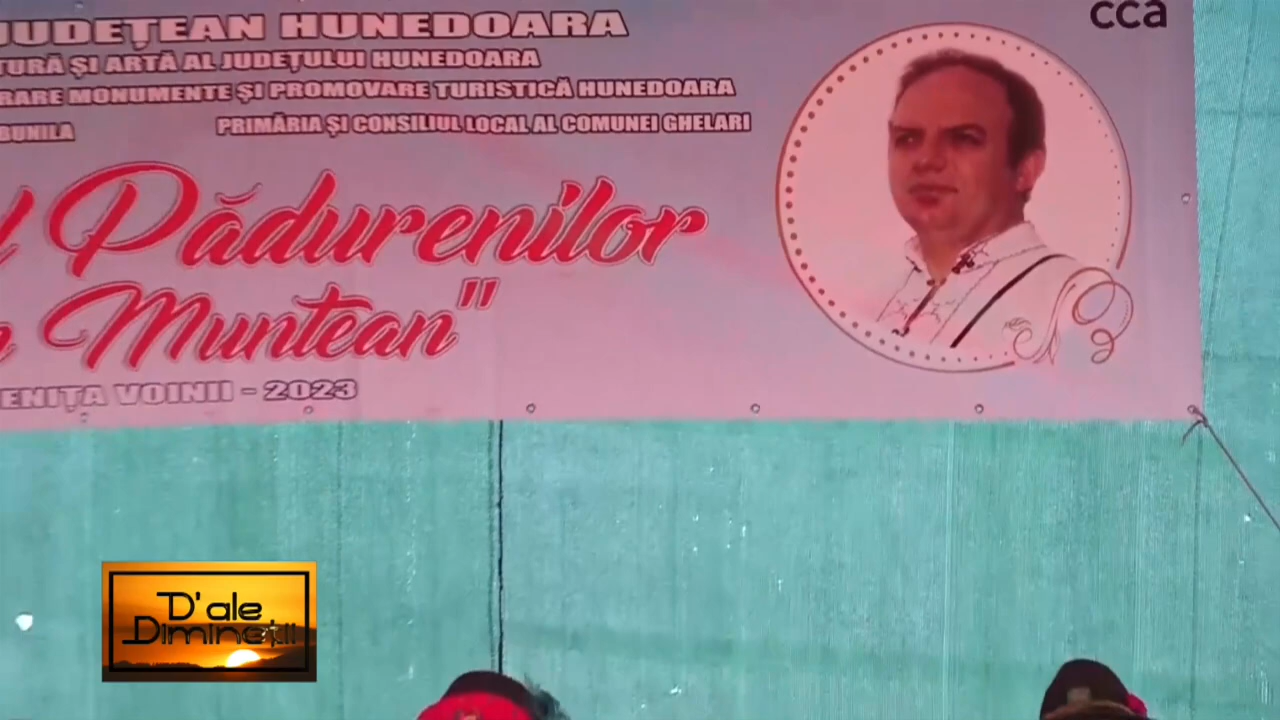 cca
JUDEȚEAN HUNEDOARA
TURĂ ȘI ARTĂ AL JUDEȚULUI HUNEDOARA
RARE MONUMENTE ȘI PROMOVARE TURISTICĂ HUNEDOARA
BUNILA PRIMĂRIA ȘI CONSILIUL LOCAL AL COMUNEI GHELARI
l Pădurenilor
n Muntean"
ENIȚA VOINII - 2023
D'ale
Dimineții